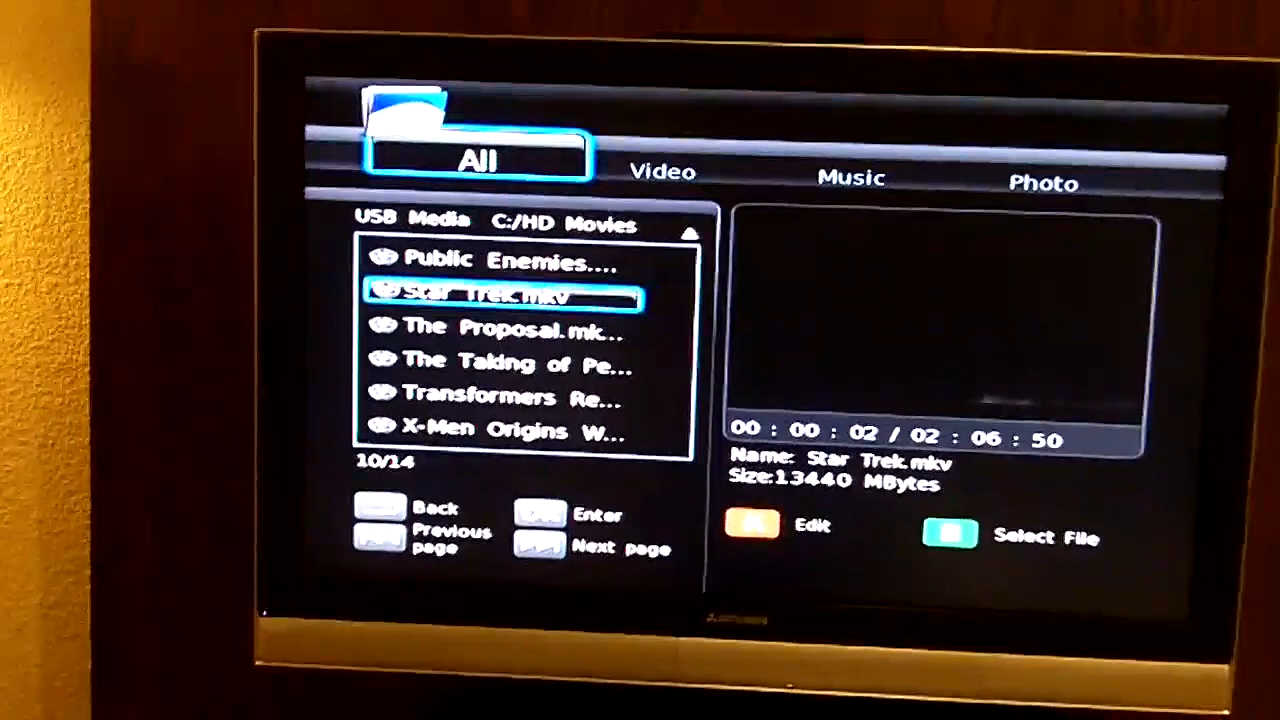 All
Video
Music
Photo
USB Media C:/HD Movies
Public Enemies....
Star Trek.mkv
The Proposal.mk...
The Taking of Pe...
Transformers Re...
X-Men Origins W...
10/14
Back
Enter
Previous page
Next page
00 : 00 : 02 / 02 : 06 : 50
Name: Star Trek.mkv
Size:13440 MBytes
Edit
Select File